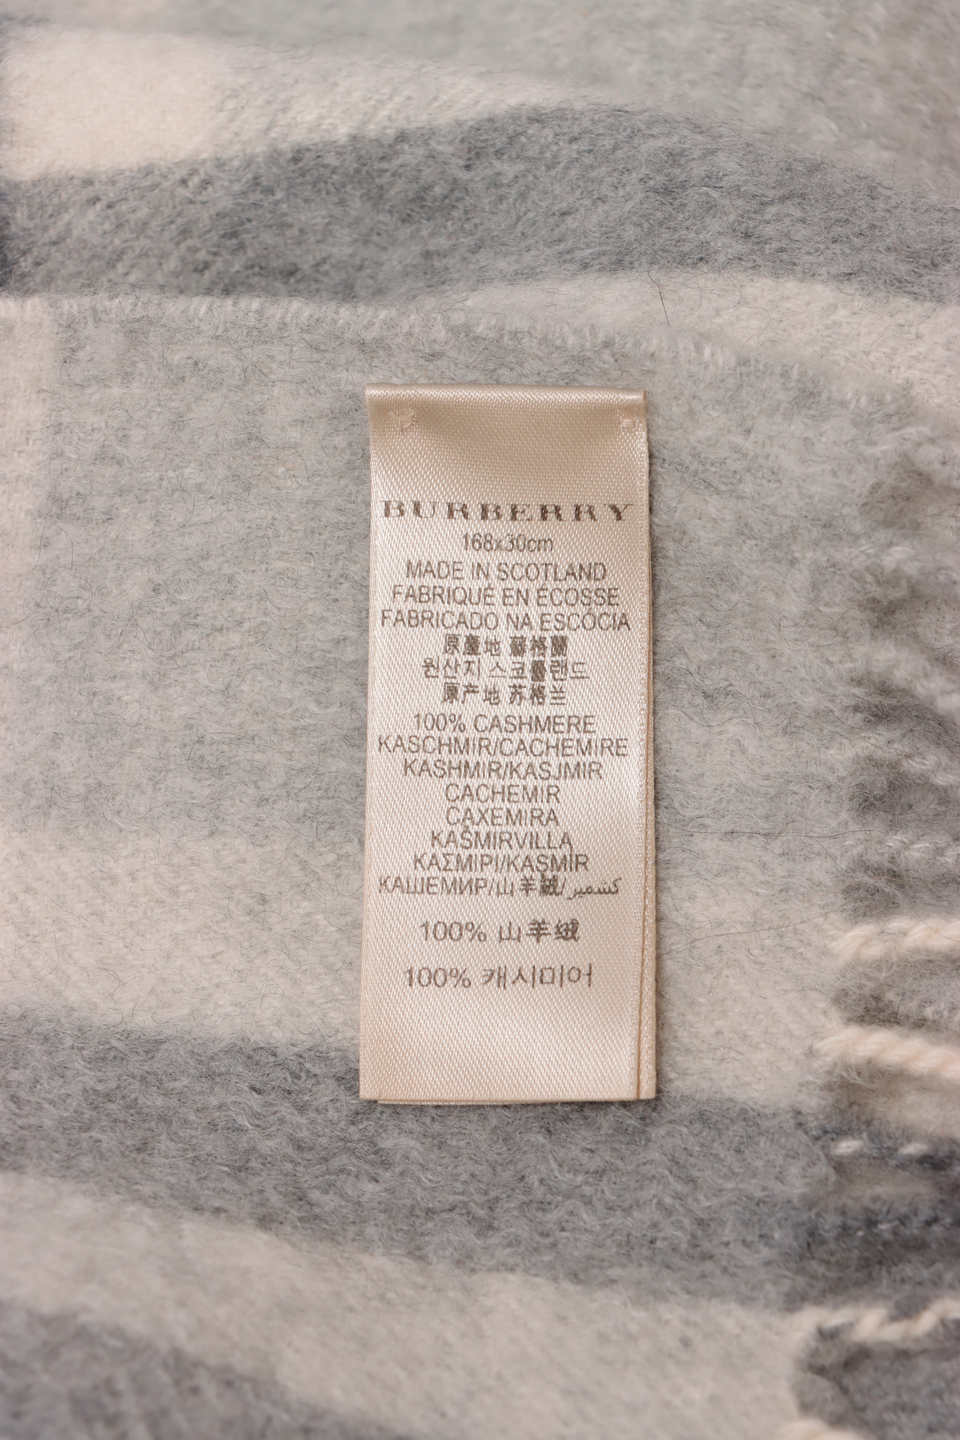 BURBERRY
168x30cm
MADE IN SCOTLAND
FABRIQUE EN ECOSSE
FABRICADO NA ESCÓCIA
原產地 蘇格蘭
원산지 스코틀랜드
原产地 苏格兰
100% CASHMERE
KASCHMIR/CACHEMIRE
KASHMIR/KASJMIR
CACHEMIR
CAXEMIRA
KAŠMIRVILLA
ΚΑΣΜΙΡΙ/KAŞMİR
КАШЕМИР/山羊絨/كشمير
100% 山羊绒
100% 캐시미어